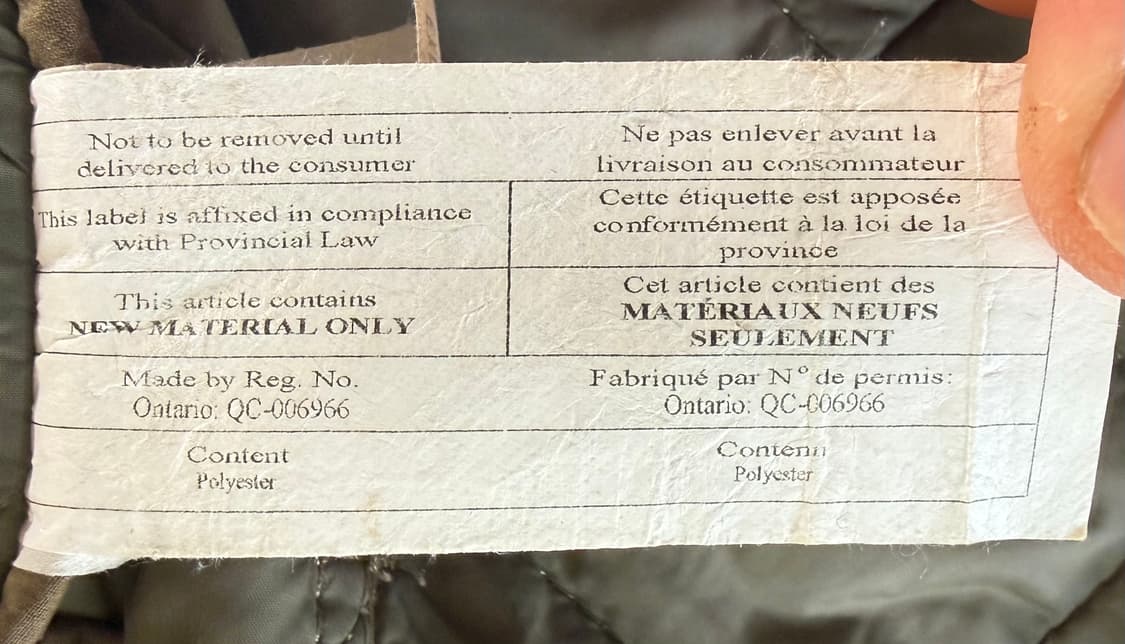 Not to be removed until
delivered to the consumer
Ne pas enlever avant la
livraison au consommateur
This label is affixed in compliance
with Provincial Law
Cette étiquette est apposée
conformément à la loi de la
province
This article contains
NEW MATERIAL ONLY
Cet article contient des
MATÉRIAUX NEUFS
SEULEMENT
Made by Reg. No.
Ontario: QC-006966
Fabriqué par N° de permis:
Ontario: QC-006966
Content
Polyester
Contenu
Polyester